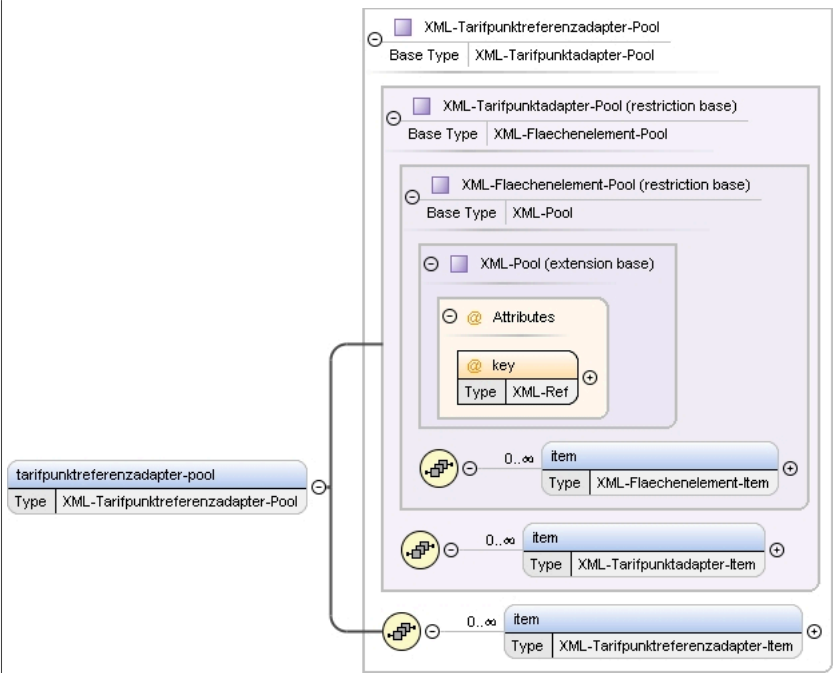 XML-Tarifpunktreferenzadapter-Pool
Base Type XML-Tarifpunktadapter-Pool
XML-Tarifpunktadapter-Pool (restriction base)
Base Type XML-Flaechenelement-Pool
XML-Flaechenelement-Pool (restriction base)
Base Type XML-Pool
XML-Pool (extension base)
@ Attributes
@ key
Type XML-Ref
0..∞ item
Type XML-Flaechenelement-Item
tarifpunktreferenzadapter-pool
Type XML-Tarifpunktreferenzadapter-Pool
0..∞ item
Type XML-Tarifpunktadapter-Item
0..∞ item
Type XML-Tarifpunktreferenzadapter-Item